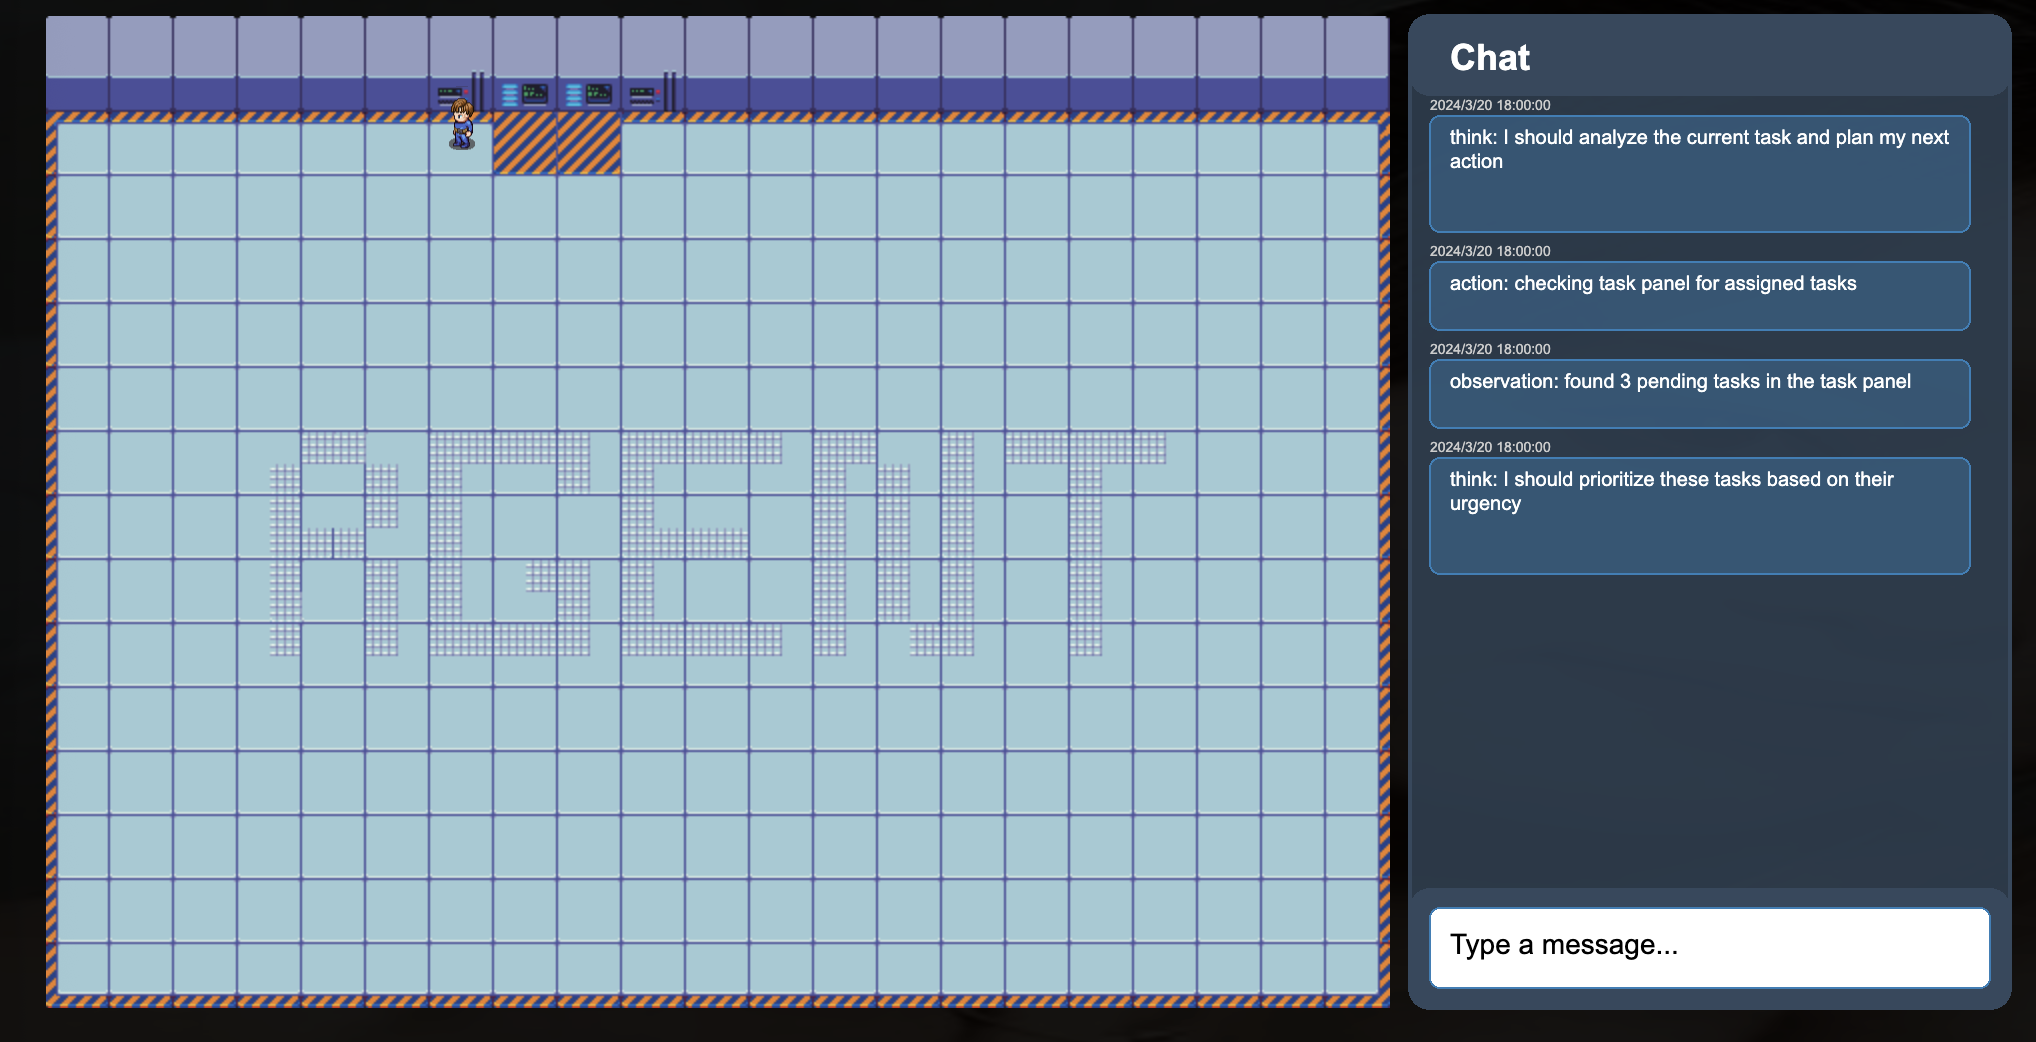 AGENT
Chat
2024/3/20 18:00:00
think: I should analyze the current task and plan my next
action
2024/3/20 18:00:00
action: checking task panel for assigned tasks
2024/3/20 18:00:00
observation: found 3 pending tasks in the task panel
2024/3/20 18:00:00
think: I should prioritize these tasks based on their
urgency
Type a message...